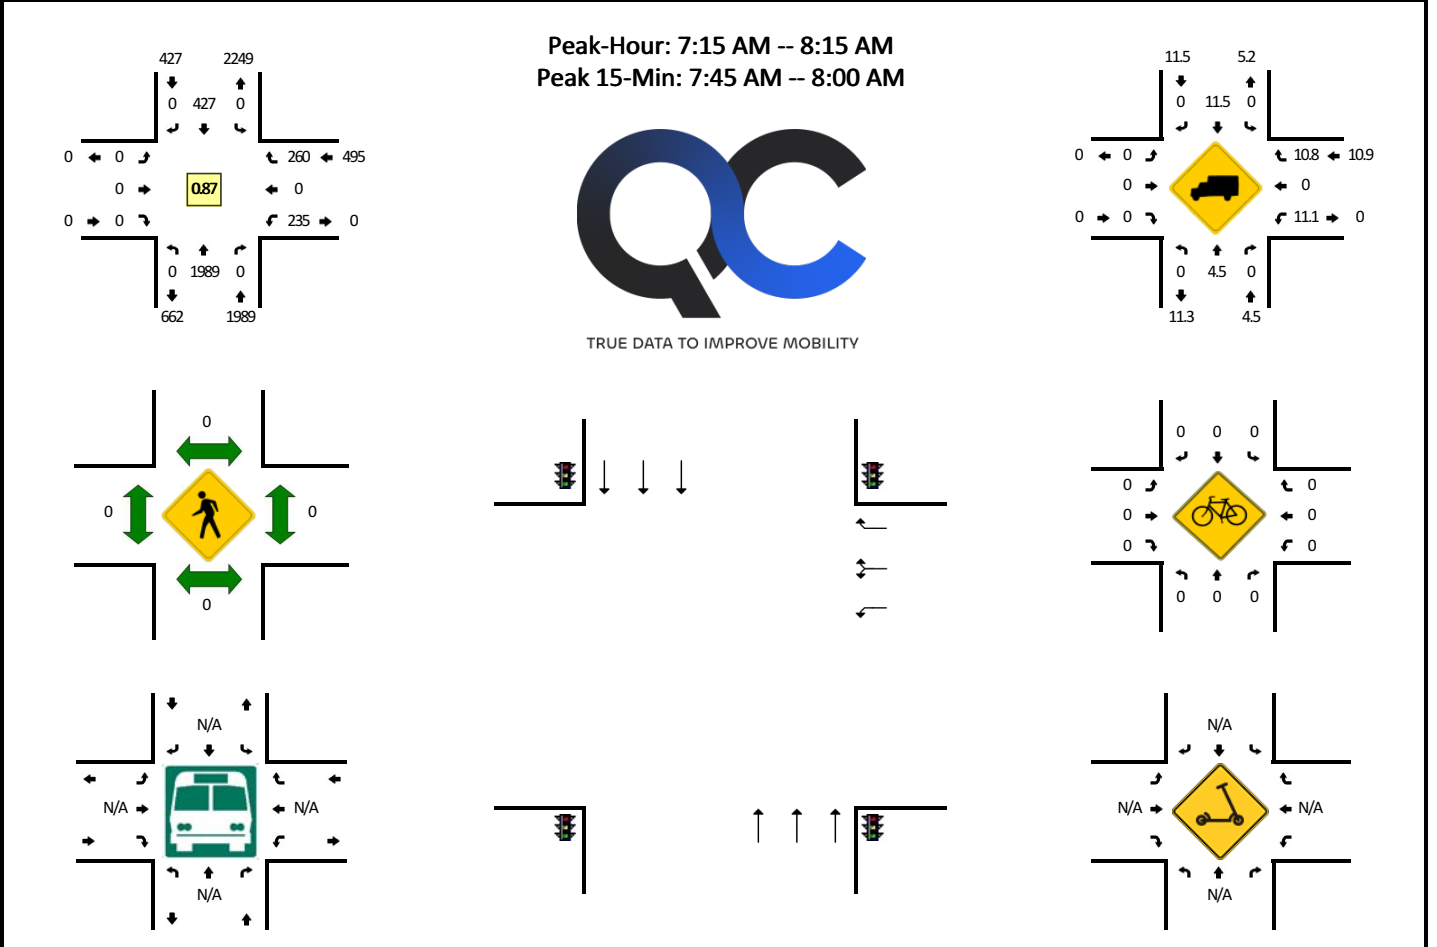 Peak-Hour: 7:15 AM -- 8:15 AM
Peak 15-Min: 7:45 AM -- 8:00 AM
427 2249
0 427 0
0 0 260 495
0 0.87 0
0 0 235 0
0 1989 0
662 1989
QC
TRUE DATA TO IMPROVE MOBILITY
11.5 5.2
0 11.5 0
0 0 10.8 10.9
0 0
0 0 11.1 0
0 4.5 0
11.3 4.5
0
0 0
0
0 0 0
0 0
0 0
0 0
0 0 0
N/A
N/A N/A
N/A
N/A
N/A N/A
N/A